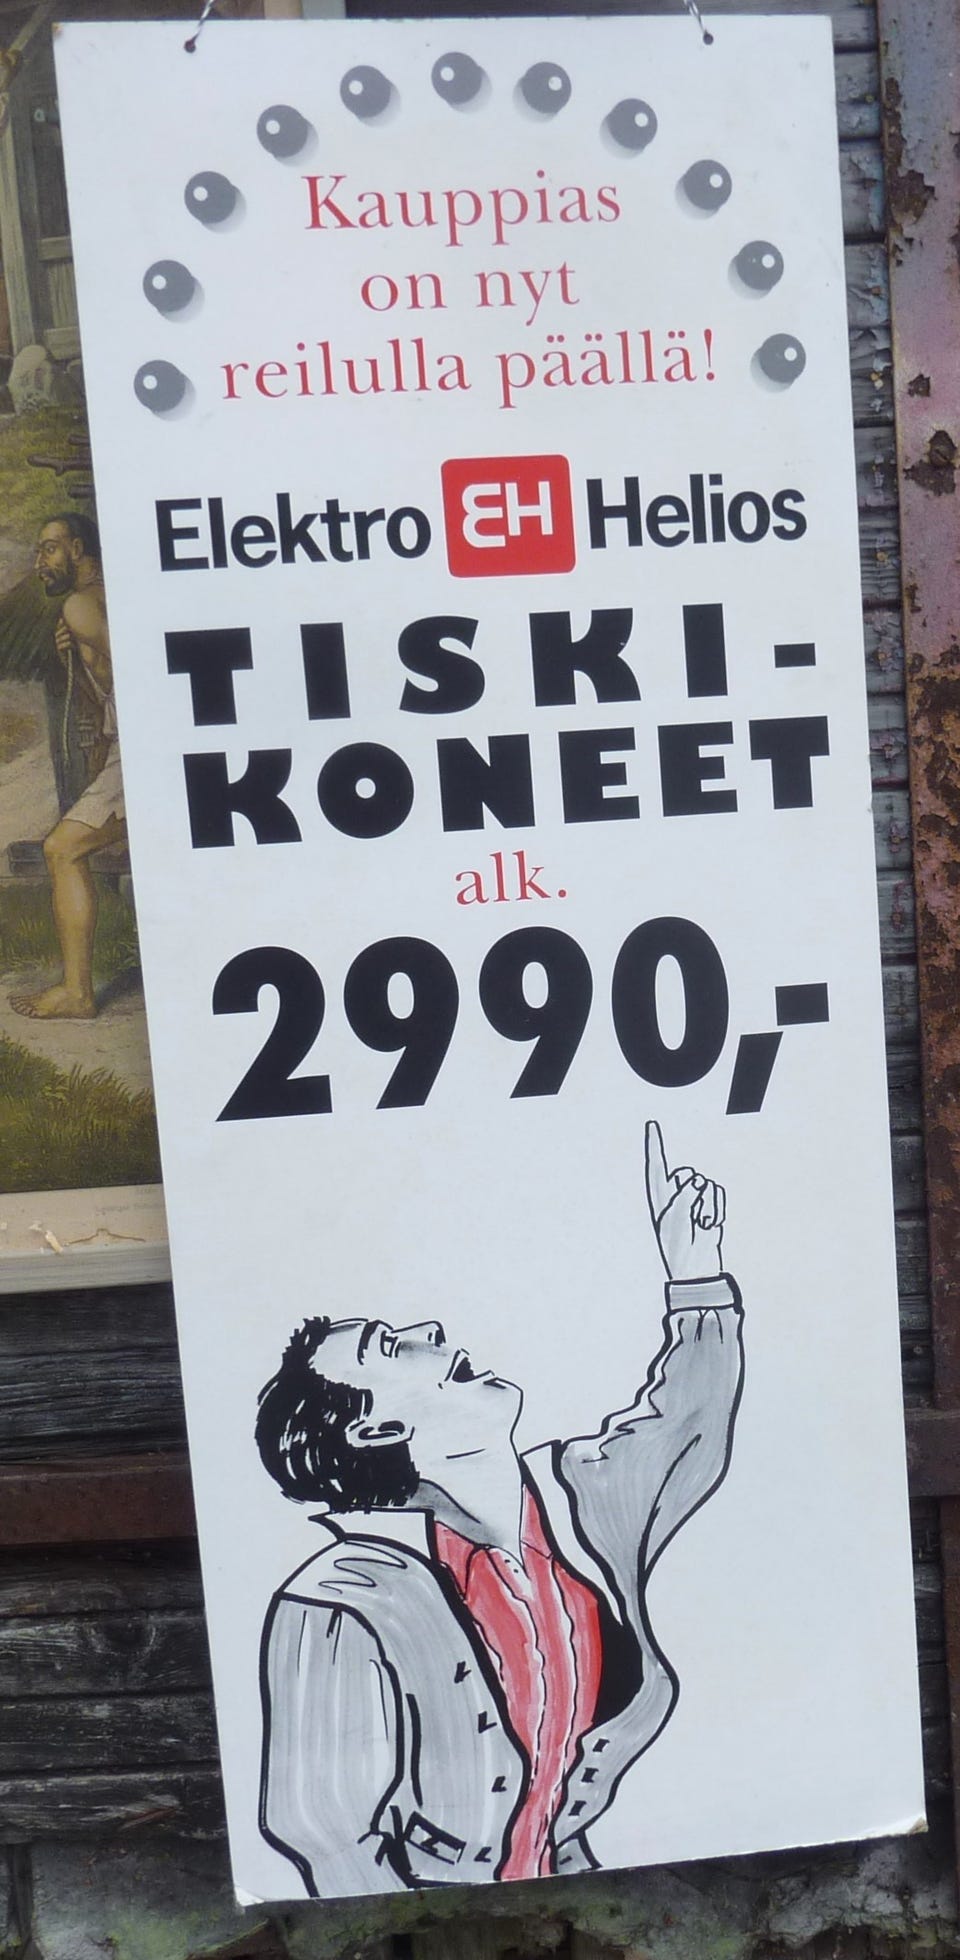 Kauppias
on nyt
reilulla päällä!
Elektro EH Helios
TISKI-
KONEET
alk.
2990,-